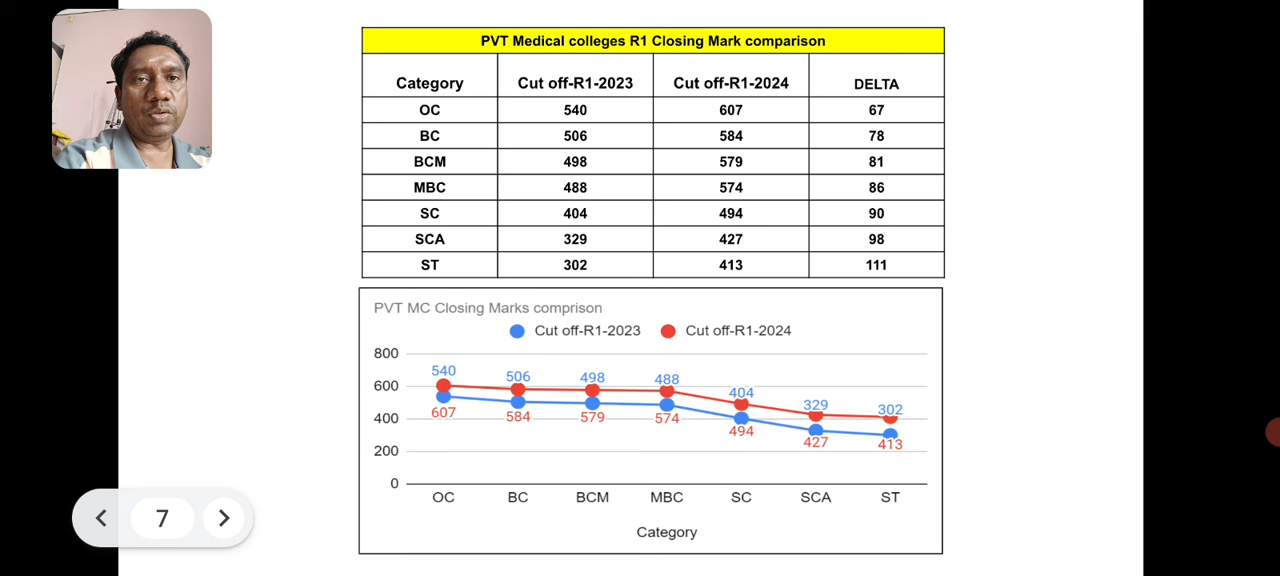 PVT Medical colleges R1 Closing Mark comparison
Category Cut off-R1-2023 Cut off-R1-2024 DELTA
OC 540 607 67
BC 506 584 78
BCM 498 579 81
MBC 488 574 86
SC 404 494 90
SCA 329 427 98
ST 302 413 111
PVT MC Closing Marks comprison
Cut off-R1-2023 Cut off-R1-2024
800
600
400
200
0
540 506 498 488 404 329 302
607 584 579 574 494 427 413
OC BC BCM MBC SC SCA ST
Category
7